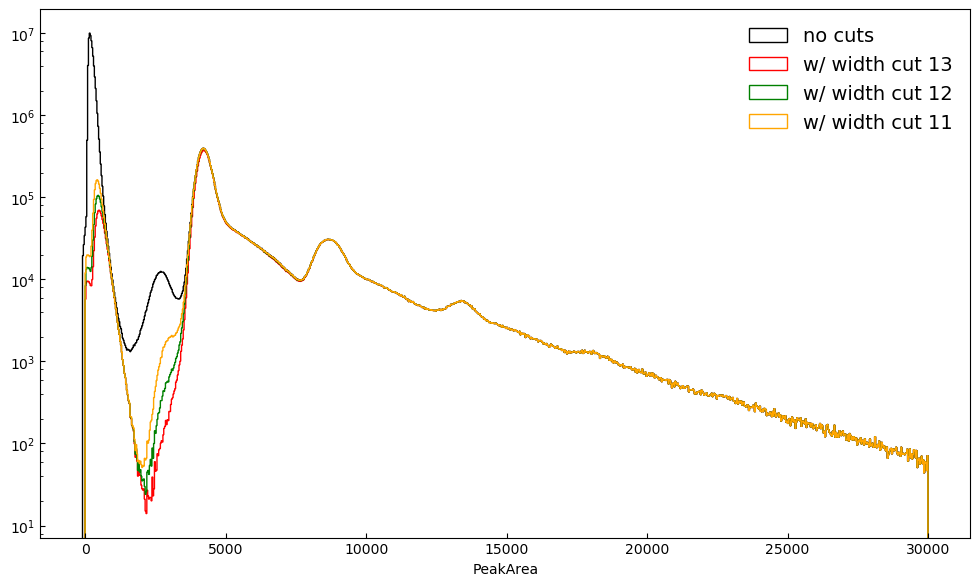 no cuts
w/ width cut 13
w/ width cut 12
w/ width cut 11
10⁷
10⁶
10⁵
10⁴
10³
10²
10¹
0 5000 10000 15000 20000 25000 30000
PeakArea